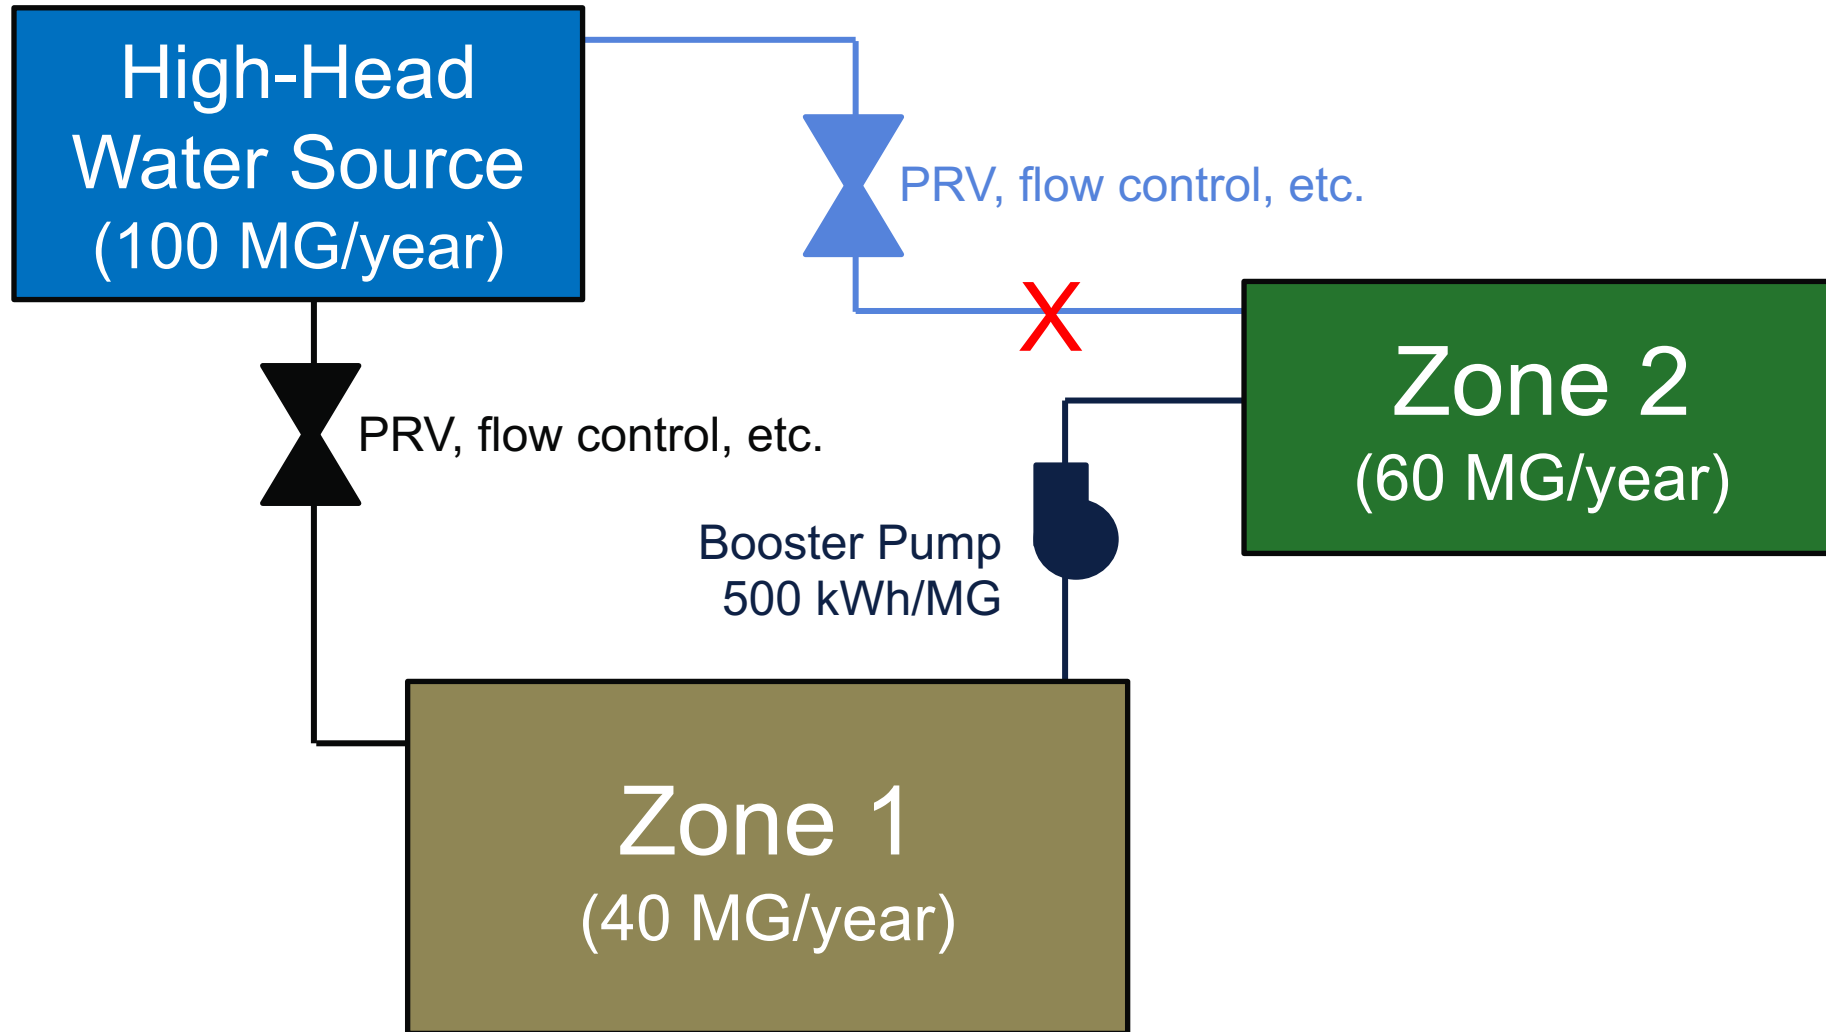 High-Head
Water Source
(100 MG/year)
PRV, flow control, etc.
X
PRV, flow control, etc.
Zone 2
(60 MG/year)
Booster Pump
500 kWh/MG
Zone 1
(40 MG/year)